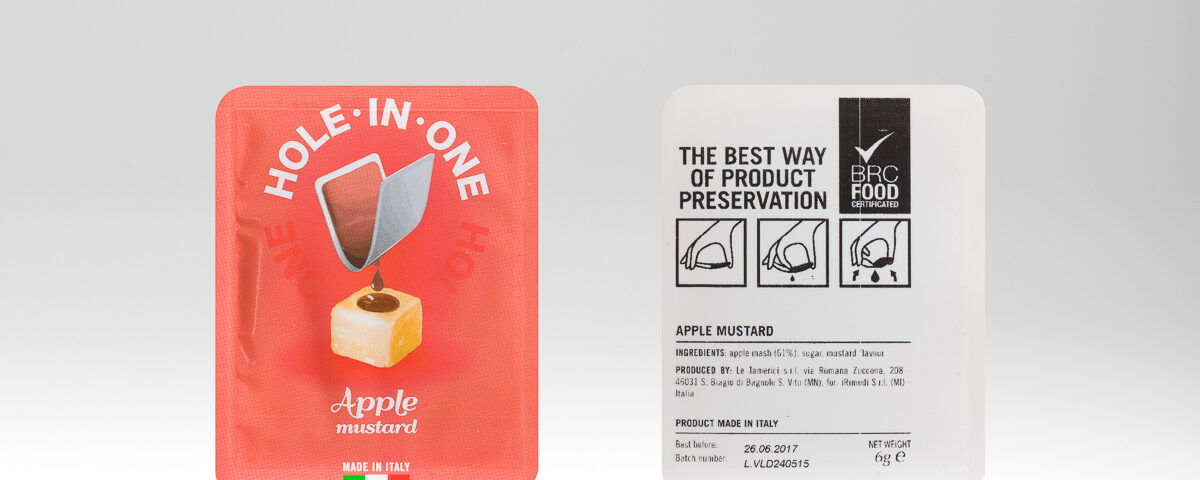 HOLE·IN·ONE
HOL
ONE
Apple
mustard
MADE IN ITALY
THE BEST WAY
OF PRODUCT
PRESERVATION
BRC
FOOD
CERTIFICATED
APPLE MUSTARD
INGREDIENTS: apple mash (61%), sugar, mustard flavour.
PRODUCED BY: Le Tamerici s.r.l. via Romana Zuccona, 208 -
46031 S. Biagio di Bagnolo S. Vito (MN), for iRimedi S.r.l. (MI) -
Italia
PRODUCT MADE IN ITALY
Best before: 26.06.2017
Batch number: L.VLD240515
NET WEIGHT
6g e